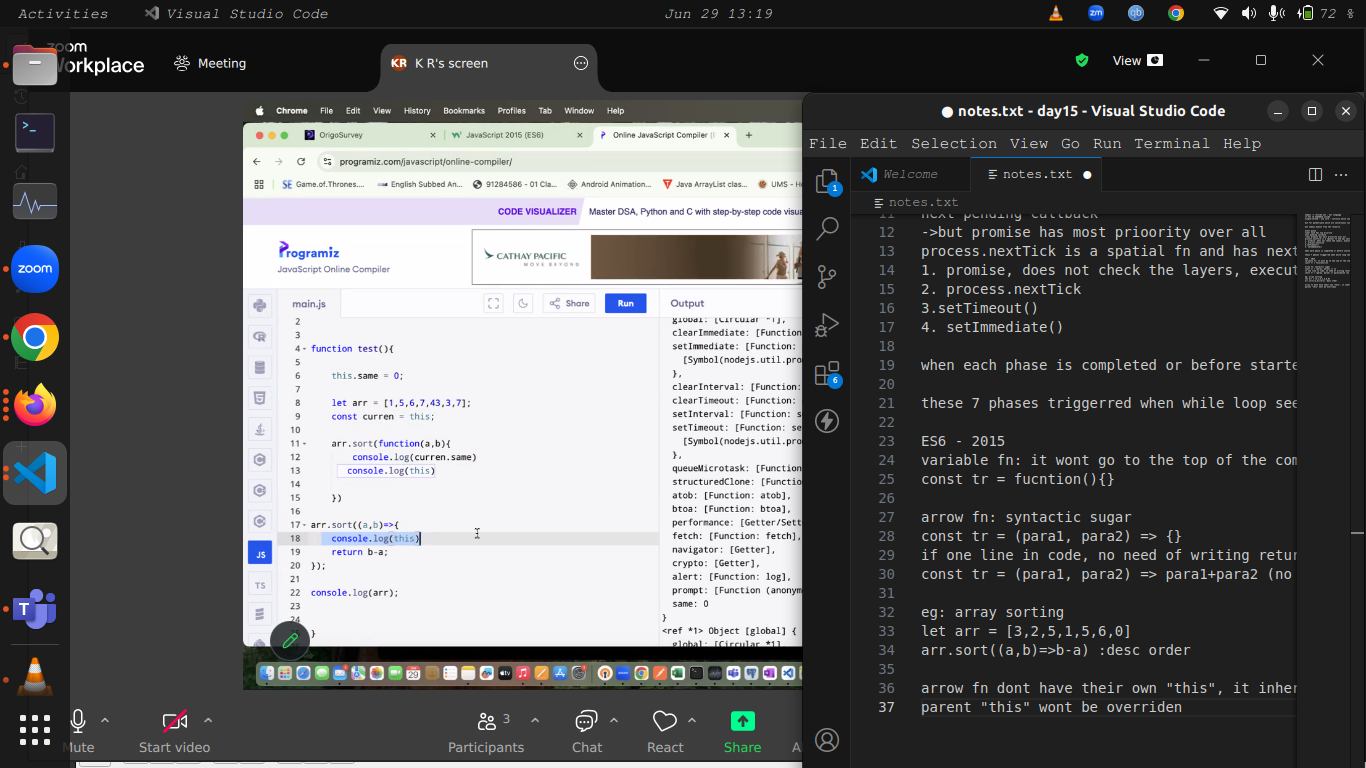 Activities
Visual Studio Code
Jun 29 13:19
72 %
zoom
orkplace
Meeting
KR
K R's screen
View
Chrome File Edit View History Bookmarks Profiles Tab Window Help
OrigoSurvey
JavaScript 2015 (ES6)
Online JavaScript Compiler (
programiz.com/javascript/online-compiler/
Game.of.Thrones....
English Subbed An...
91284586 - 01 Cla...
Android Animation...
Java ArrayList clas...
UMS - H
CODE VISUALIZER
Master DSA, Python and C with step-by-step code visua
Programiz
JavaScript Online Compiler
CATHAY PACIFIC
MOVE BEYOND
main.js
Share
Run
Output
2
3
4 function test(){
5
6 this.same = 0;
7
8 let arr = [1,5,6,7,43,3,7];
9 const curren = this;
10
11 arr.sort(function(a,b){
12 console.log(curren.same)
13 console.log(this)
14
15 })
16
17 arr.sort((a,b)=>{
18 console.log(this)
19 return b-a;
20 });
21
22 console.log(arr);
23
24
}
JS
TS
global: [Circular *1],
clearImmediate: [Function:
setImmediate: [Function:
[Symbol(nodejs.util.pro
},
clearInterval: [Function:
clearTimeout: [Function:
setInterval: [Function: s
setTimeout: [Function: se
[Symbol(nodejs.util.pro
},
queueMicrotask: [Functio
structuredClone: [Functio
atob: [Function: atob],
btoa: [Function: btoa],
performance: [Getter/Sett
fetch: [Function: fetch],
navigator: [Getter],
crypto: [Getter],
alert: [Function: log],
prompt: [Function (anonym
same: 0
}
<ref *1> Object [global] {
global: [Circular *1],
notes.txt - day15 - Visual Studio Code
File Edit Selection View Go Run Terminal Help
Welcome
notes.txt
notes.txt
1
6
11 next pending callback
12 ->but promise has most prioority over all
13 process.nextTick is a spatial fn and has next
14 1. promise, does not check the layers, execut
15 2. process.nextTick
16 3.setTimeout()
17 4. setImmediate()
18
19 when each phase is completed or before starte
20
21 these 7 phases triggerred when while loop see
22
23 ES6 - 2015
24 variable fn: it wont go to the top of the com
25 const tr = fucntion(){}
26
27 arrow fn: syntactic sugar
28 const tr = (para1, para2) => {}
29 if one line in code, no need of writing retur
30 const tr = (para1, para2) => para1+para2 (no
31
32 eg: array sorting
33 let arr = [3,2,5,1,5,6,0]
34 arr.sort((a,b)=>b-a) :desc order
35
36 arrow fn dont have their own "this", it inher
37 parent "this" wont be overriden
zoom
29
Mute
Start video
3
Participants
Chat
React
Share
A